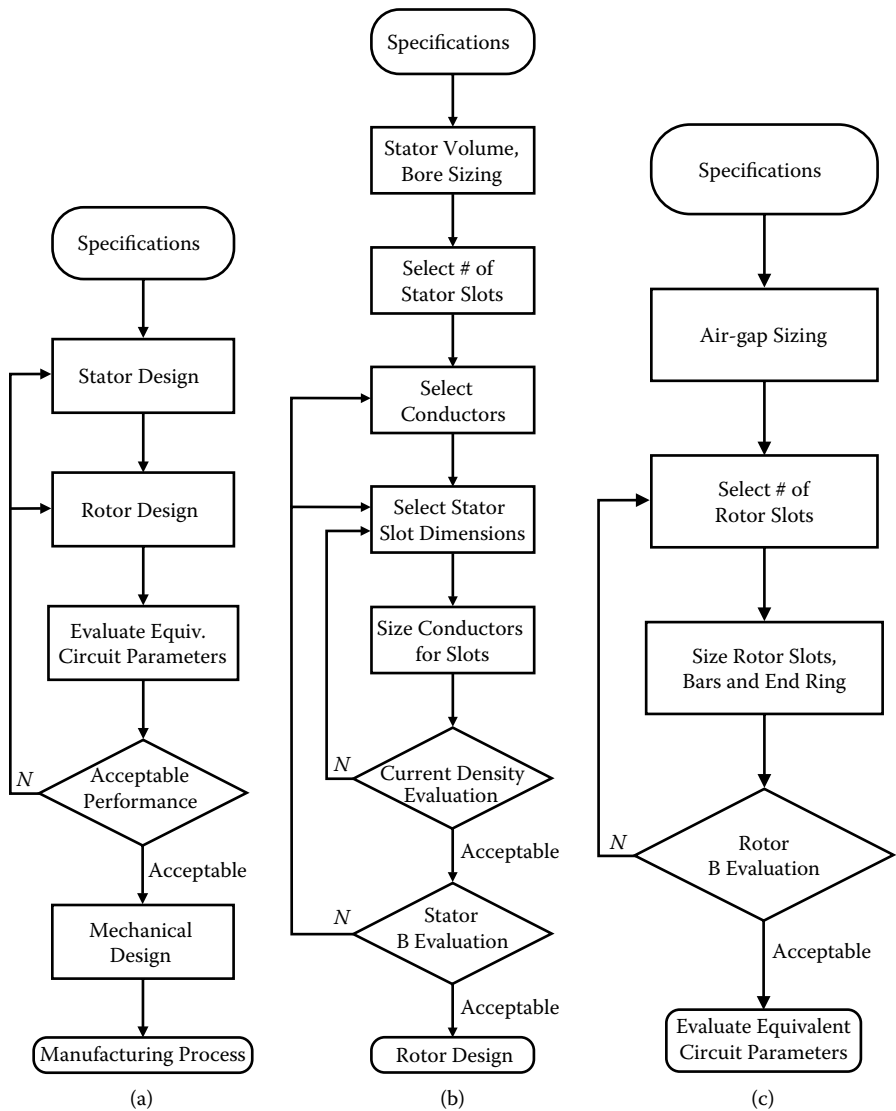 Specifications
Stator Design
Rotor Design
Evaluate Equiv.
Circuit Parameters
N
Acceptable
Performance
Acceptable
Mechanical
Design
Manufacturing Process
(a)
Specifications
Stator Volume,
Bore Sizing
Select # of
Stator Slots
Select
Conductors
Select Stator
Slot Dimensions
Size Conductors
for Slots
N
Current Density
Evaluation
Acceptable
N
Stator
B Evaluation
Acceptable
Rotor Design
(b)
Specifications
Air-gap Sizing
Select # of
Rotor Slots
Size Rotor Slots,
Bars and End Ring
N
Rotor
B Evaluation
Acceptable
Evaluate Equivalent
Circuit Parameters
(c)